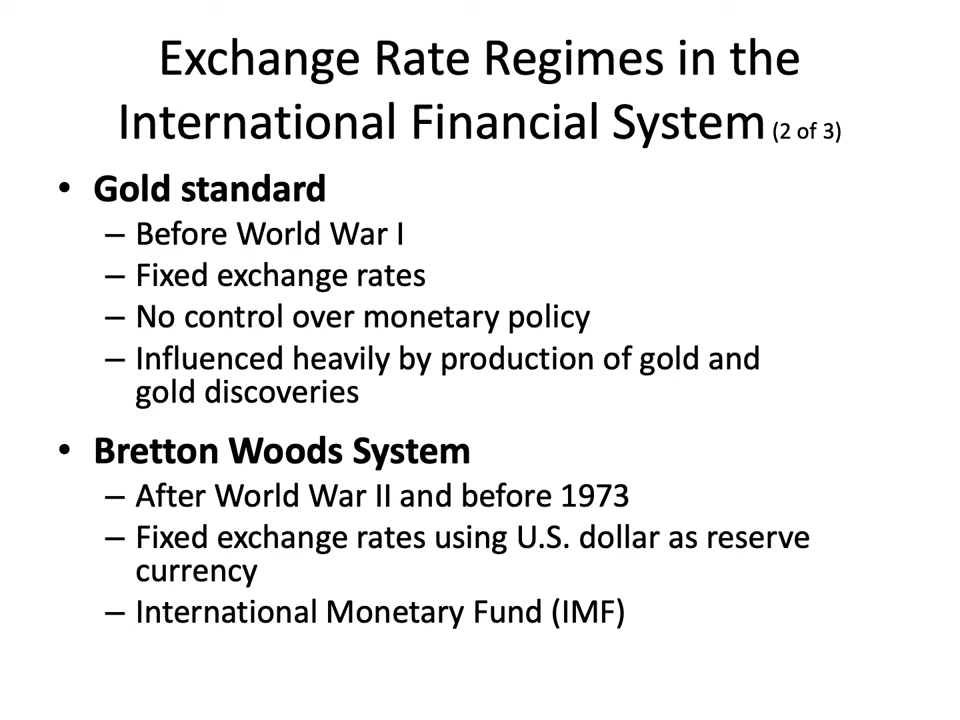 Exchange Rate Regimes in the
International Financial System (2 of 3)
• Gold standard
– Before World War I
– Fixed exchange rates
– No control over monetary policy
– Influenced heavily by production of gold and
gold discoveries
• Bretton Woods System
– After World War II and before 1973
– Fixed exchange rates using U.S. dollar as reserve
currency
– International Monetary Fund (IMF)